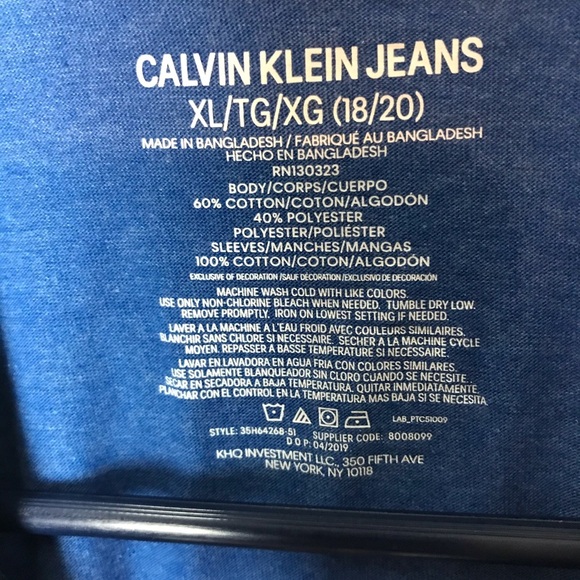 CALVIN KLEIN JEANS
XL/TG/XG (18/20)
MADE IN BANGLADESH / FABRIQUÉ AU BANGLADESH
HECHO EN BANGLADESH
RN130323
BODY/CORPS/CUERPO
60% COTTON/COTON/ALGODÓN
40% POLYESTER
POLYESTER/POLIÉSTER
SLEEVES/MANCHES/MANGAS
100% COTTON/COTON/ALGODÓN
EXCLUSIVE OF DECORATION /SAUF DÉCORATION /EXCLUSIVO DE DECORACIÓN
MACHINE WASH COLD WITH LIKE COLORS.
USE ONLY NON-CHLORINE BLEACH WHEN NEEDED. TUMBLE DRY LOW.
REMOVE PROMPTLY. IRON ON LOWEST SETTING IF NEEDED.
LAVER A LA MACHINE A L'EAU FROID AVEC COULEURS SIMILAIRES.
BLANCHIR SANS CHLORE SI NECESSAIRE. SECHER A LA MACHINE CYCLE
MOYEN. REPASSER A BASSE TEMPERATURE SI NECESSAIRE.
LAVAR EN LAVADORA EN AGUA FRIA CON COLORES SIMILARES.
USE SOLAMENTE BLANQUEADOR SIN CLORO CUANDO SE NECESITE.
SECAR EN SECADORA A BAJA TEMPERATURA. QUITAR INMEDIATAMENTE.
PLANCHAR CON EL CONTROL EN LA TEMPERATURA MAS BAJA SI SE NECESITA
LAB_PTC51009
STYLE: 35H64268-51 SUPPLIER CODE: 8008099
D O P: 04/2019
KHQ INVESTMENT LLC., 350 FIFTH AVE
NEW YORK, NY 10118